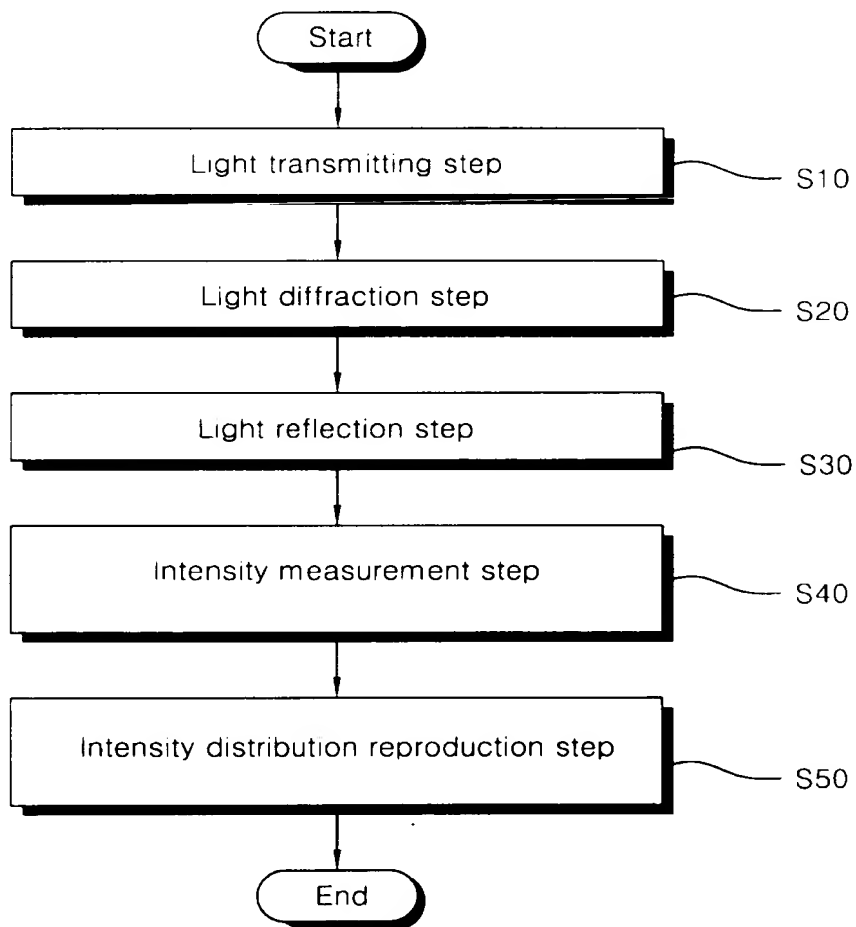 Start
Light transmitting step
S10
Light diffraction step
S20
Light reflection step
S30
Intensity measurement step
S40
Intensity distribution reproduction step
S50
End